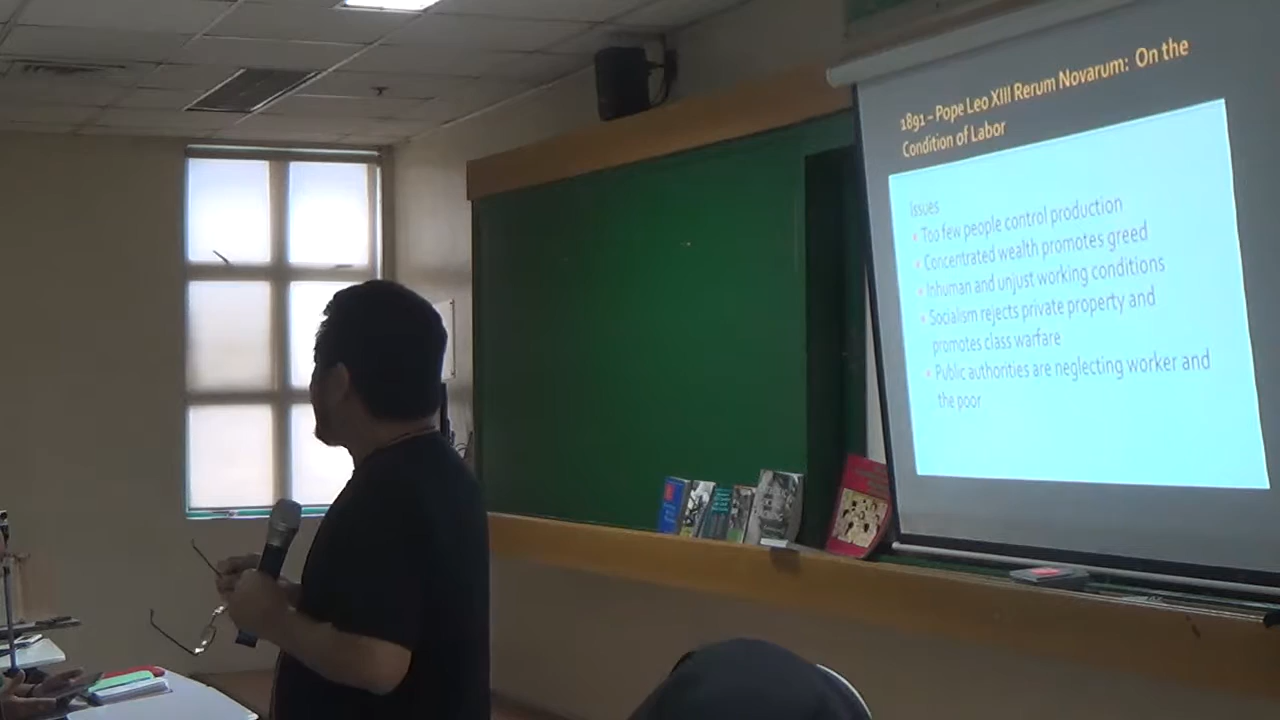 1891 – Pope Leo XIII Rerum Novarum: On the
Condition of Labor
Issues
Too few people control production
Concentrated wealth promotes greed
Inhuman and unjust working conditions
Socialism rejects private property and
promotes class warfare
Public authorities are neglecting worker and
the poor